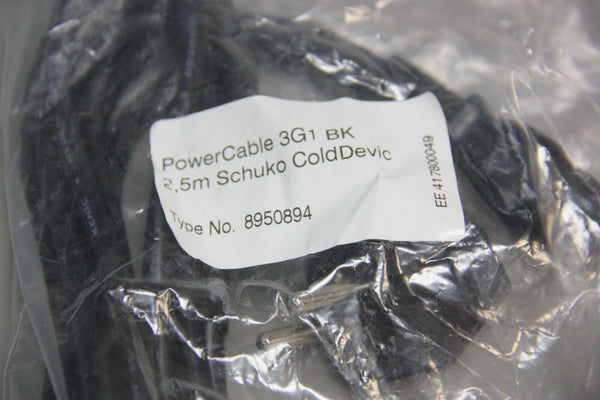 PowerCable 3G1 BK
2,5m Schuko ColdDevic
Type No. 8950894
EE 417800049